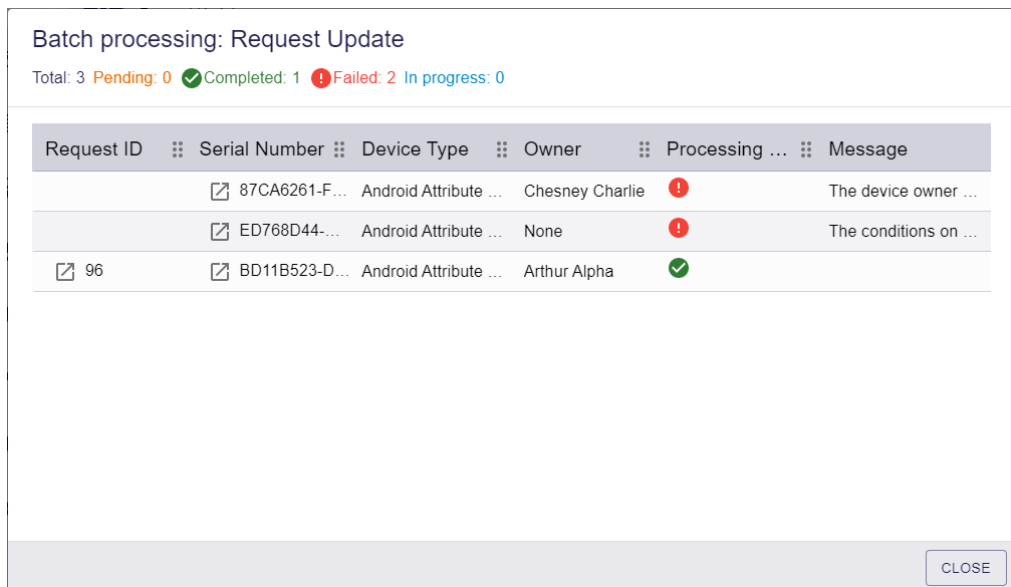 Batch processing: Request Update
Total: 3 Pending: 0 Completed: 1 Failed: 2 In progress: 0
Request ID Serial Number Device Type Owner Processing ... Message
87CA6261-F... Android Attribute ... Chesney Charlie The device owner ...
ED768D44-... Android Attribute ... None The conditions on ...
96 BD11B523-D... Android Attribute ... Arthur Alpha
CLOSE